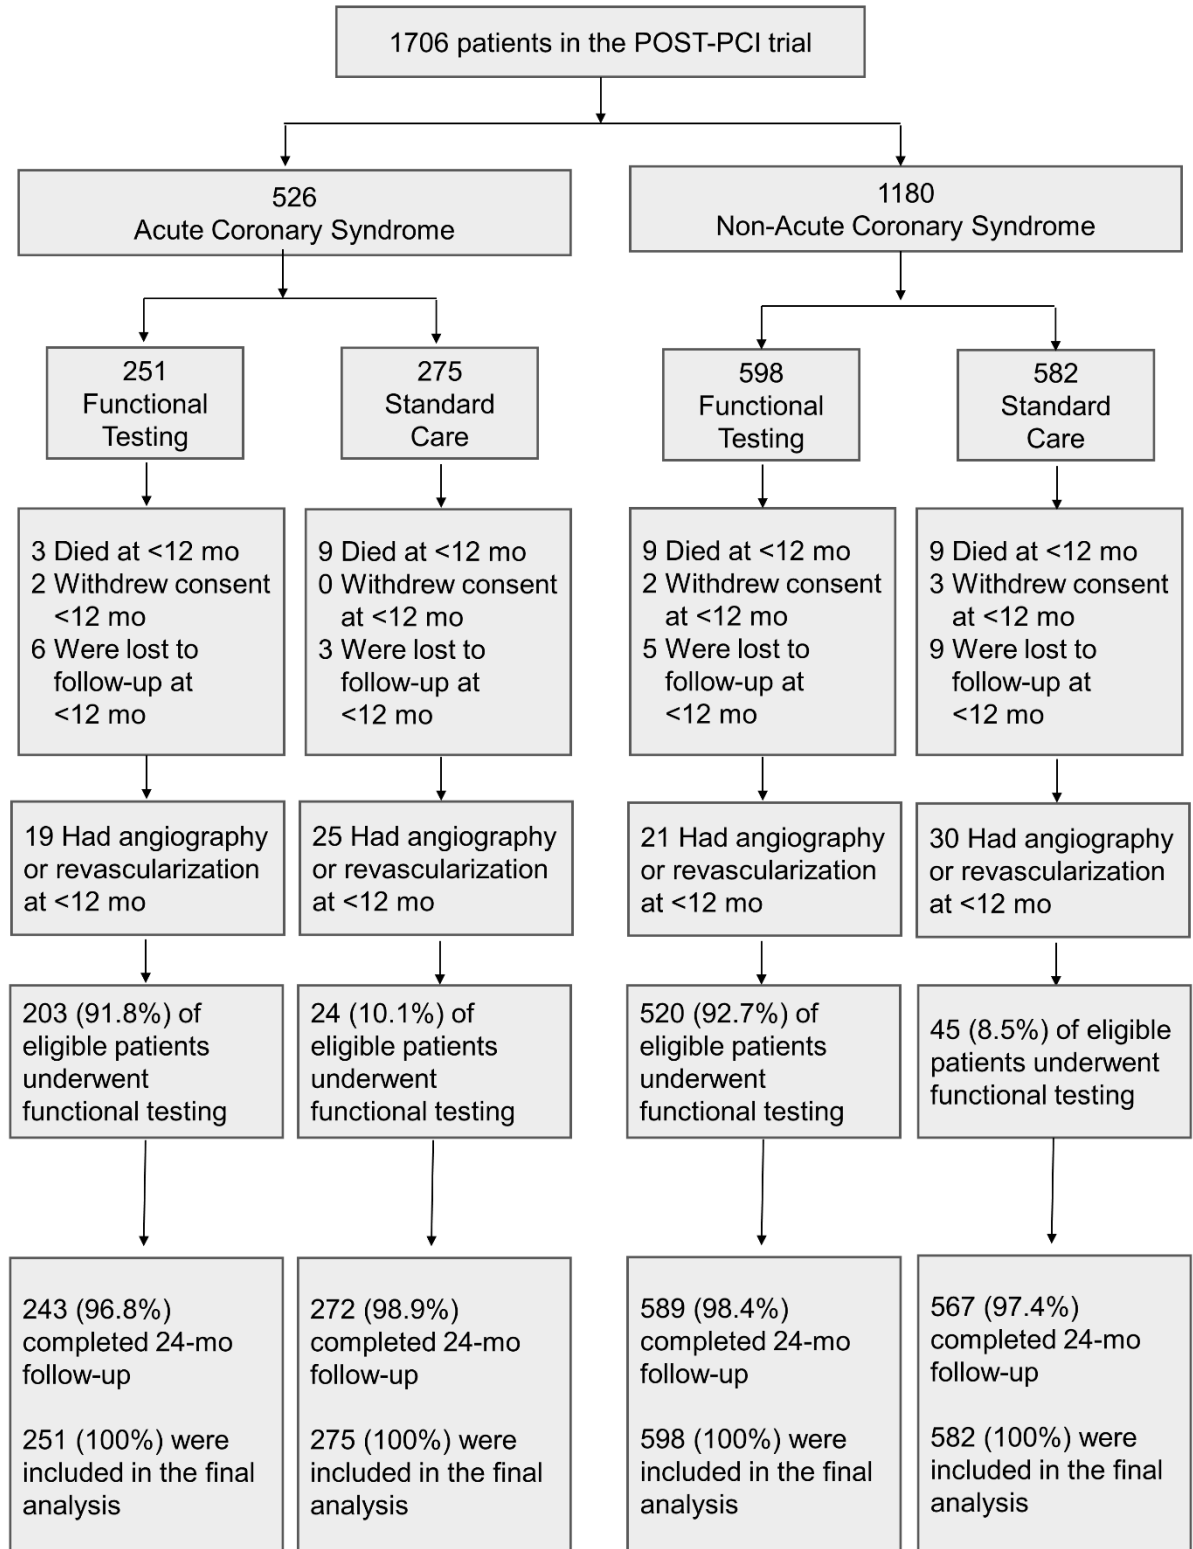 1706 patients in the POST-PCI trial
526
Acute Coronary Syndrome
1180
Non-Acute Coronary Syndrome
251
Functional
Testing
275
Standard
Care
598
Functional
Testing
582
Standard
Care
3 Died at <12 mo
2 Withdrew consent
<12 mo
6 Were lost to
follow-up at
<12 mo
9 Died at <12 mo
0 Withdrew consent
at <12 mo
3 Were lost to
follow-up at
<12 mo
9 Died at <12 mo
2 Withdrew consent
at <12 mo
5 Were lost to
follow-up at
<12 mo
9 Died at <12 mo
3 Withdrew consent
at <12 mo
9 Were lost to
follow-up at
<12 mo
19 Had angiography
or revascularization
at <12 mo
25 Had angiography
or revascularization
at <12 mo
21 Had angiography
or revascularization
at <12 mo
30 Had angiography
or revascularization
at <12 mo
203 (91.8%) of
eligible patients
underwent
functional testing
24 (10.1%) of
eligible patients
underwent
functional testing
520 (92.7%) of
eligible patients
underwent
functional testing
45 (8.5%) of eligible
patients underwent
functional testing
243 (96.8%)
completed 24-mo
follow-up
251 (100%) were
included in the final
analysis
272 (98.9%)
completed 24-mo
follow-up
275 (100%) were
included in the final
analysis
589 (98.4%)
completed 24-mo
follow-up
598 (100%) were
included in the final
analysis
567 (97.4%)
completed 24-mo
follow-up
582 (100%) were
included in the final
analysis